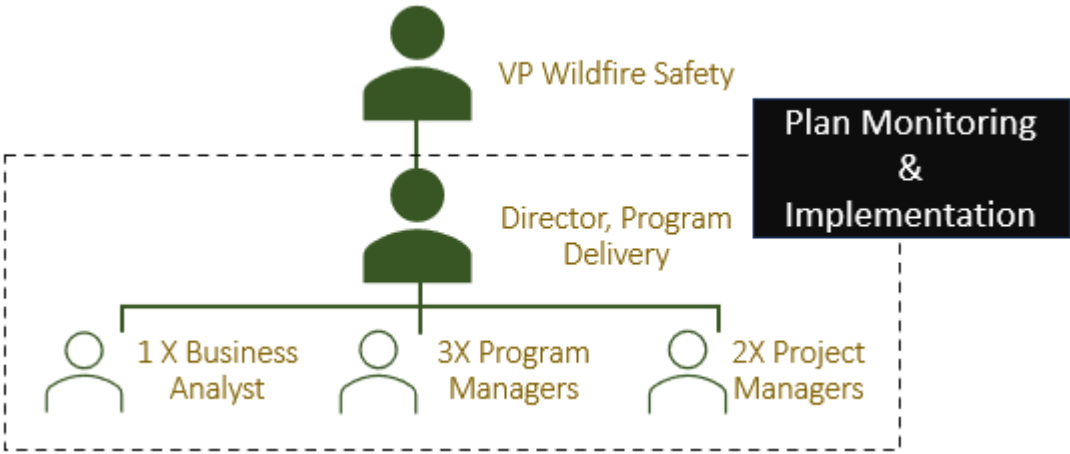 VP Wildfire Safety
Plan Monitoring
&
Implementation
Director, Program
Delivery
1 X Business
Analyst
3X Program
Managers
2X Project
Managers